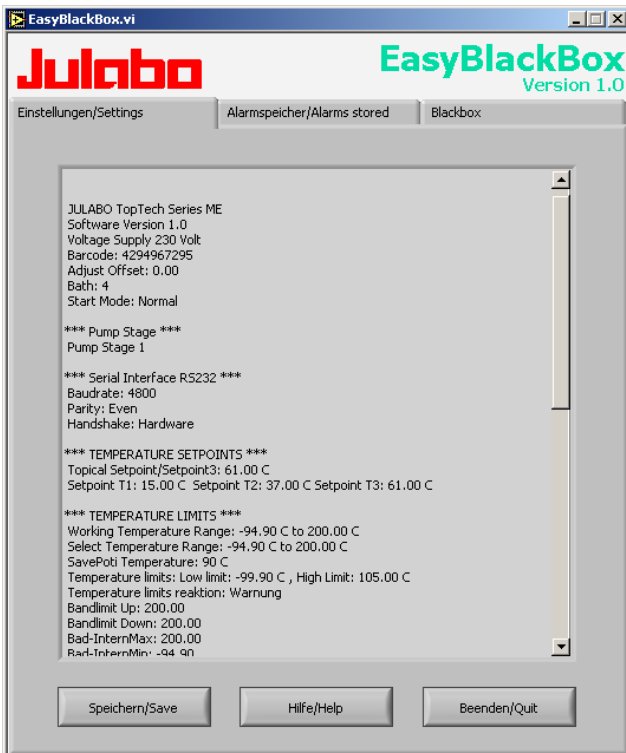 EasyBlackBox.vi
Julabo
EasyBlackBox
Version 1.0
Einstellungen/Settings
Alarmspeicher/Alarms stored
Blackbox
JULABO TopTech Series ME
Software Version 1.0
Voltage Supply 230 Volt
Barcode: 4294967295
Adjust Offset: 0.00
Bath: 4
Start Mode: Normal
*** Pump Stage ***
Pump Stage 1
*** Serial Interface RS232 ***
Baudrate: 4800
Parity: Even
Handshake: Hardware
*** TEMPERATURE SETPOINTS ***
Topical Setpoint/Setpoint3: 61.00 C
Setpoint T1: 15.00 C  Setpoint T2: 37.00 C Setpoint T3: 61.00 C
*** TEMPERATURE LIMITS ***
Working Temperature Range: -94.90 C to 200.00 C
Select Temperature Range: -94.90 C to 200.00 C
SavePoti Temperature: 90 C
Temperature limits: Low limit: -99.90 C , High Limit: 105.00 C
Temperature limits reaktion: Warnung
Bandlimit Up: 200.00
Bandlimit Down: 200.00
Bad-InternMax: 200.00
Bad-InternMin: -94.90
Speichern/Save
Hilfe/Help
Beenden/Quit